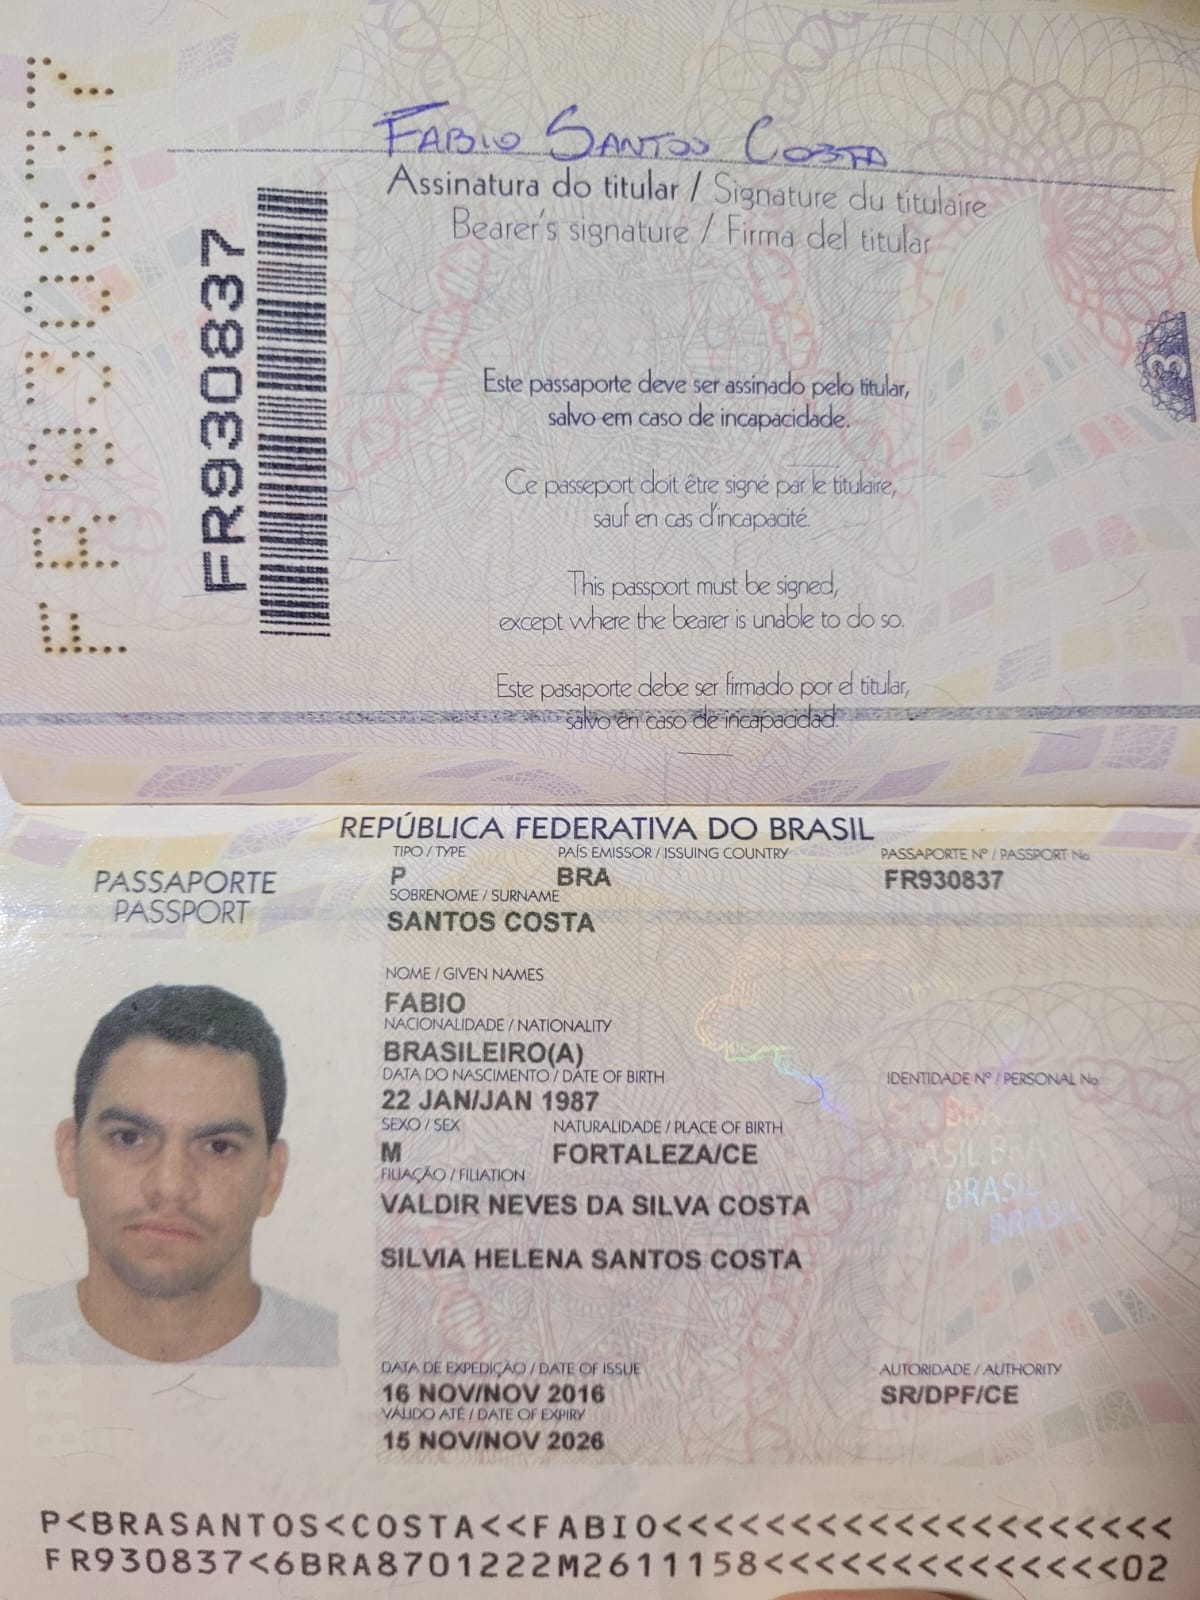 FR930837
FABIO SANTOS COSTA
Assinatura do titular / Signature du titulaire
Bearer's signature / Firma del titular
FR930837
3
Este passaporte deve ser assinado pelo titular,
salvo em caso de incapacidade.
Ce passeport doit être signé par le titulaire,
sauf en cas d'incapacité.
This passport must be signed,
except where the bearer is unable to do so.
Este pasaporte debe ser firmado por el titular,
salvo en caso de incapacidad.
REPÚBLICA FEDERATIVA DO BRASIL
PASSAPORTE
PASSPORT
TIPO / TYPE PAÍS EMISSOR / ISSUING COUNTRY PASSAPORTE Nº / PASSPORT No.
P BRA FR930837
SOBRENOME / SURNAME
SANTOS COSTA
NOME / GIVEN NAMES
FABIO
NACIONALIDADE / NATIONALITY
BRASILEIRO(A)
DATA DO NASCIMENTO / DATE OF BIRTH IDENTIDADE Nº / PERSONAL No.
22 JAN/JAN 1987
SEXO / SEX NATURALIDADE / PLACE OF BIRTH
M FORTALEZA/CE
FILIAÇÃO / FILIATION
VALDIR NEVES DA SILVA COSTA
SILVIA HELENA SANTOS COSTA
BRASIL
BRASIL
DATA DE EXPEDIÇÃO / DATE OF ISSUE AUTORIDADE / AUTHORITY
16 NOV/NOV 2016 SR/DPF/CE
VÁLIDO ATÉ / DATE OF EXPIRY
15 NOV/NOV 2026
P<BRASANTOS<COSTA<<FABIO<<<<<<<<<<<<<<<<<<<<
FR930837<6BRA8701222M2611158<<<<<<<<<<<<<<02